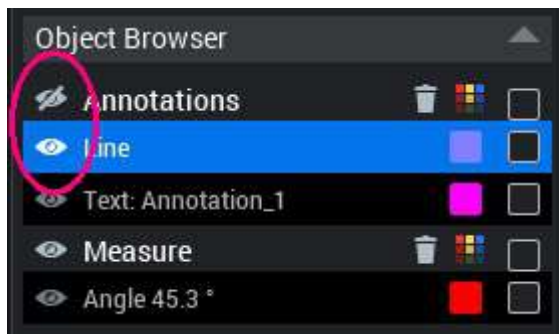 Object Browser
Annotations
Line
Text: Annotation_1
Measure
Angle 45.3 °